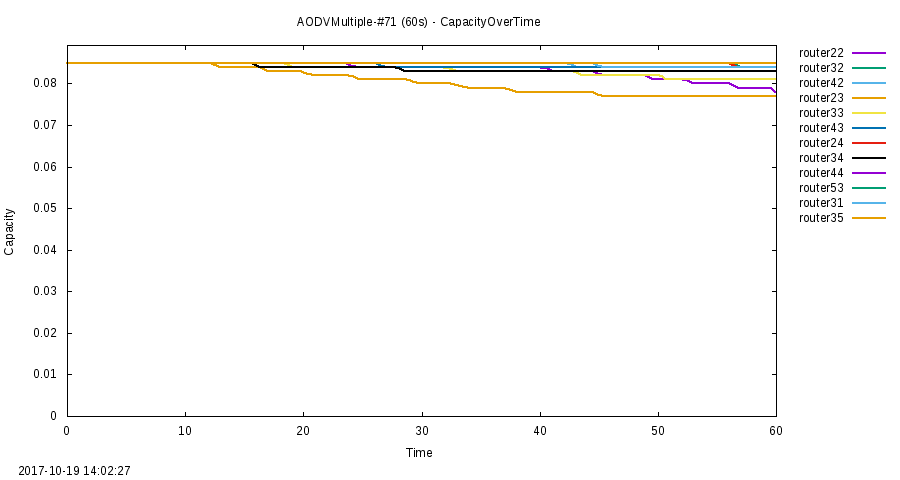 AODVMultiple-#71 (60s) - CapacityOverTime
router22
router32
router42
router23
router33
router43
router24
router34
router44
router53
router31
router35
0.08
0.07
0.06
0.05
0.04
0.03
0.02
0.01
0
Capacity
0 10 20 30 40 50 60
Time
2017-10-19 14:02:27